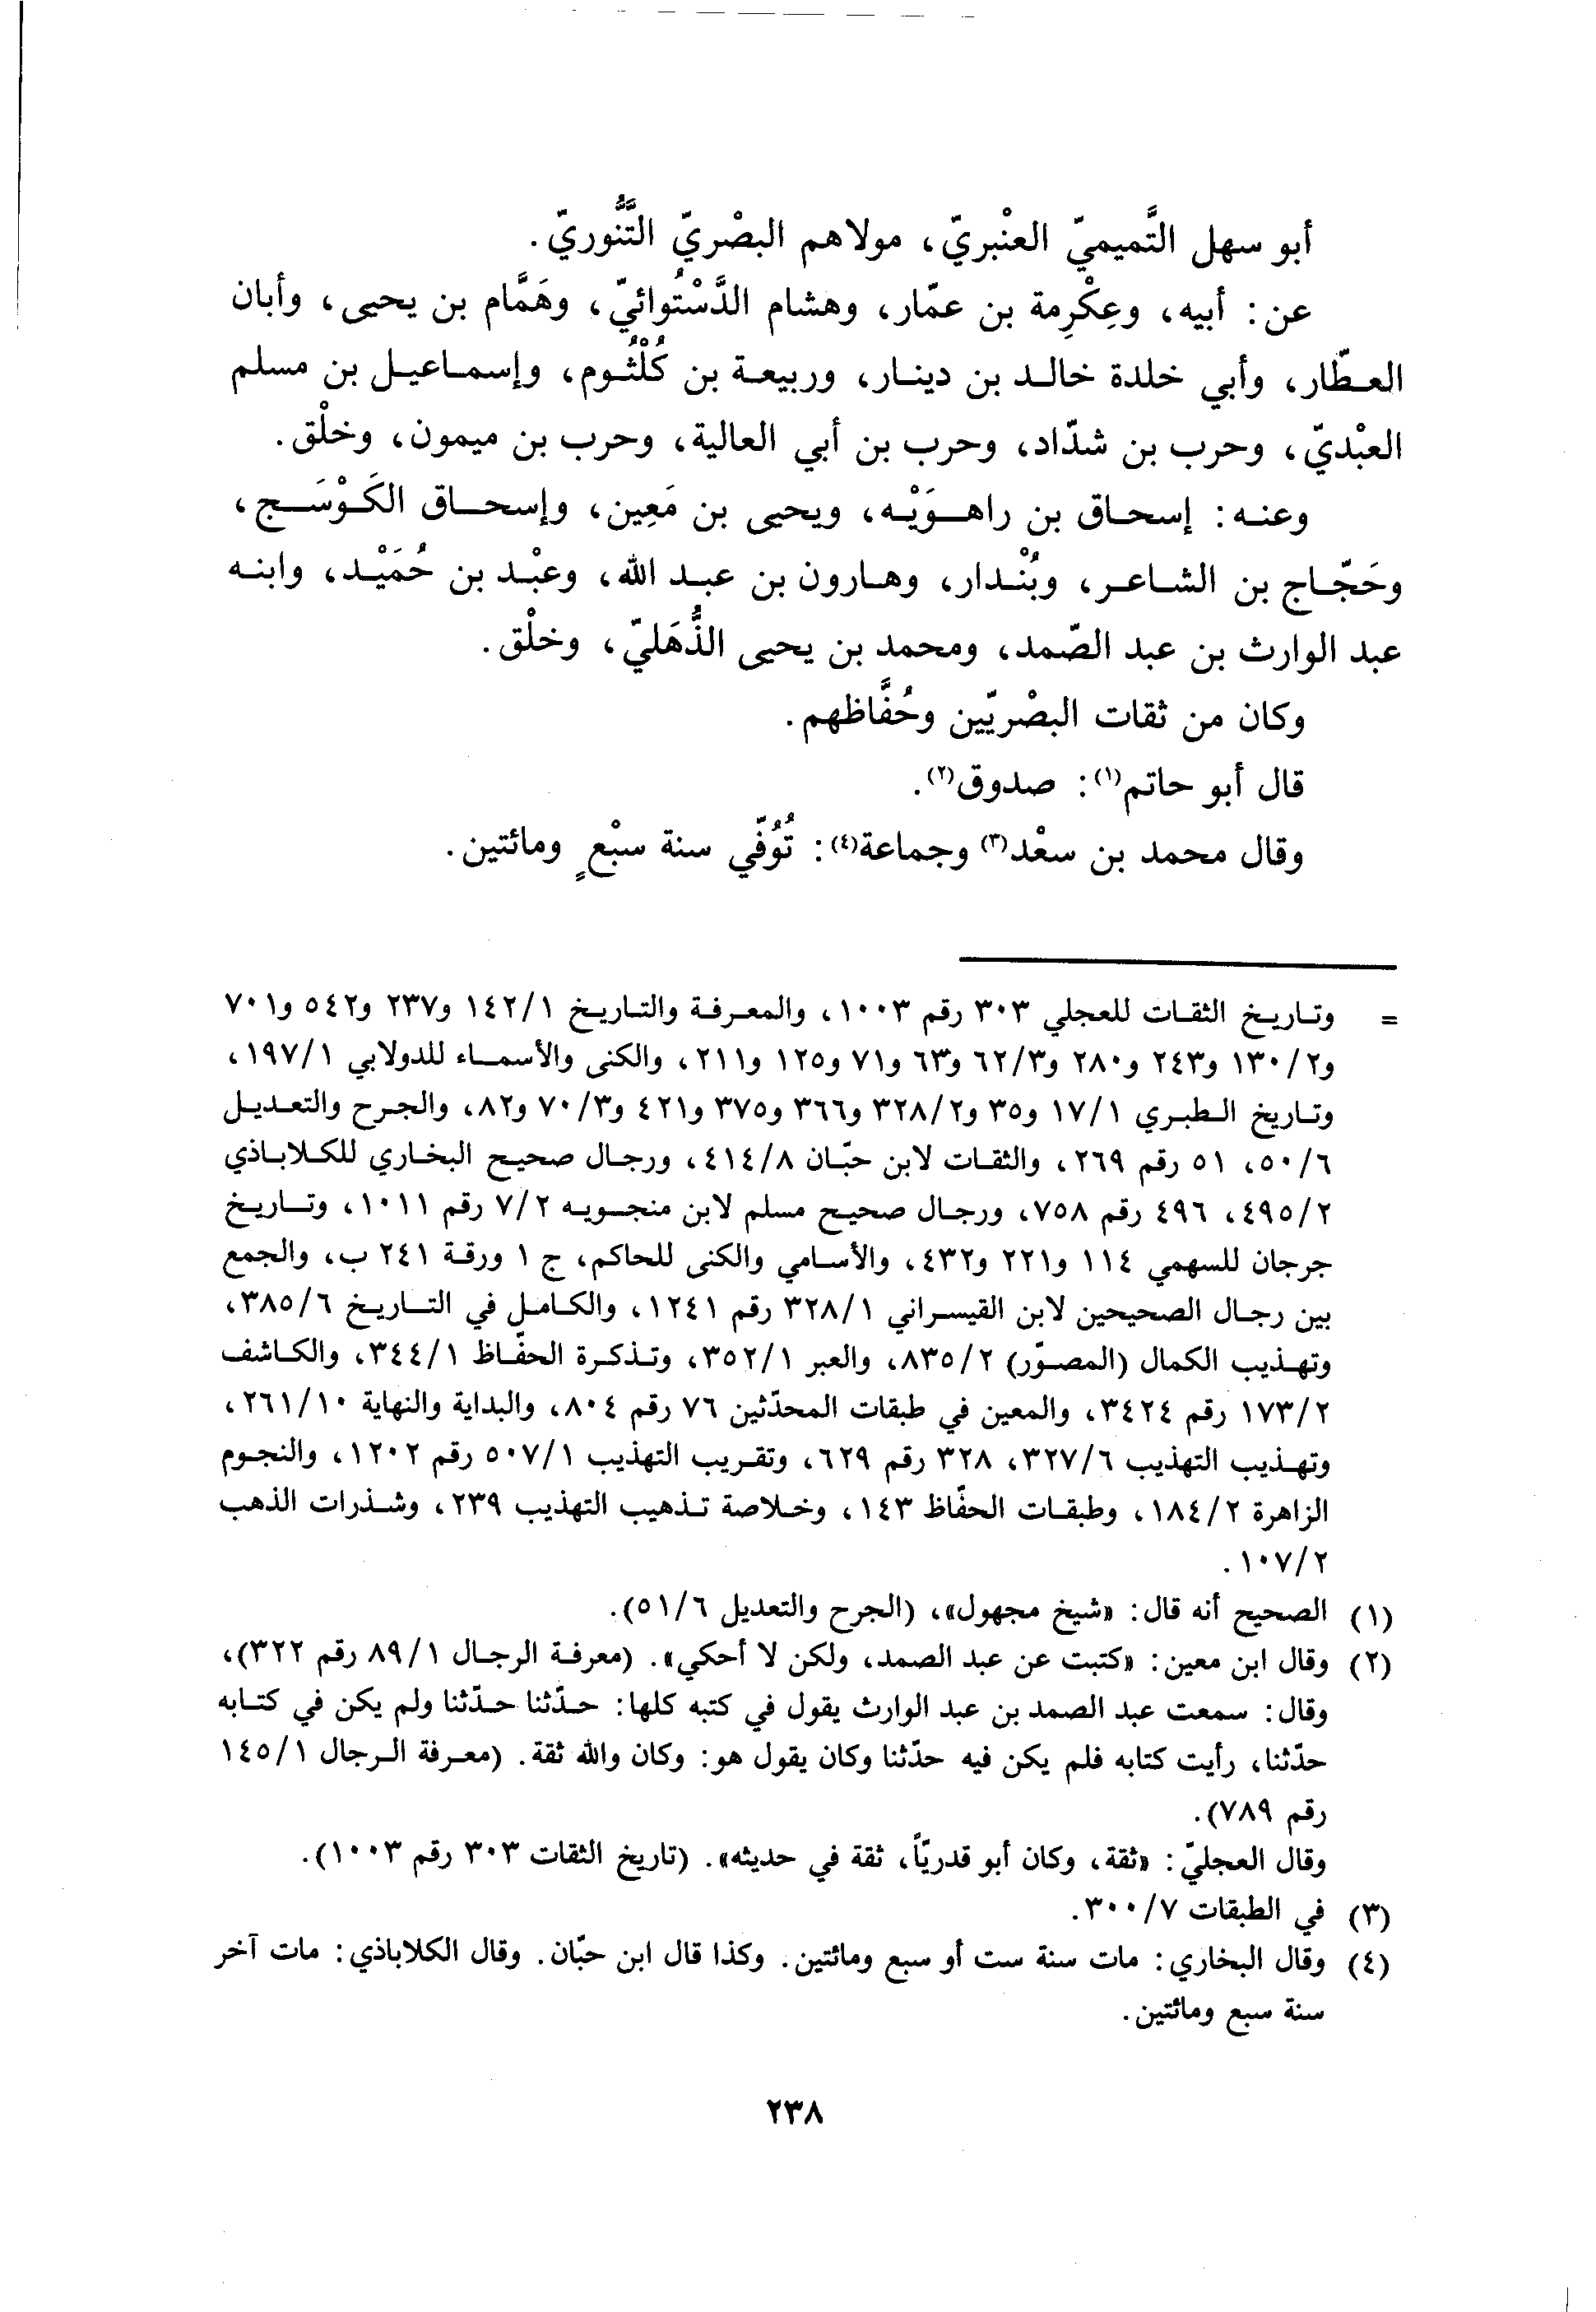 أبو سهل التَّميميّ العنْبريّ، مولاهم البصْريّ التَّنُّوريّ.
عن: أبيه، وعِكْرِمة بن عمّار، وهشام الدَّسْتُوائيّ، وهَمَّام بن يحيى، وأبان
العطّار، وأبي خلدة خالد بن دينار، وربيعة بن كُلْثُوم، وإسماعيل بن مسلم
العبْديّ، وحرب بن شدّاد، وحرب بن أبي العالية، وحرب بن ميمون، وخلْق.
وعنه: إسحاق بن راهوَيْه، ويحيى بن مَعِين، وإسحاق الكَوْسَج،
وحَجّاج بن الشاعر، وبُنْدار، وهارون بن عبد الله، وعبْد بن حُمَيْد، وابنه
عبد الوارث بن عبد الصّمد، ومحمد بن يحيى الذُّهَليّ، وخلْق.
وكان من ثقات البصْريّين وحُفَّاظهم.
قال أبو حاتم(١): صدوق(٢).
وقال محمد بن سعْد(٣) وجماعة(٤): تُوُفّي سنة سبْعٍ ومائتين.
= وتاريخ الثقات للعجلي ٣٠٣ رقم ١٠٠٣، والمعرفة والتاريخ ١/ ١٤٢ و٢٣٧ و٥٤٢ و٧٠١
و٢/ ١٣٠ و٢٤٣ و٢٨٠ و٣/ ٦٢ و٦٣ و٧١ و١٢٥ و٢١١، والكنى والأسماء للدولابي ١/ ١٩٧،
وتاريخ الطبري ١/ ١٧ و٣٥ و٢/ ٣٢٨ و٣٦٦ و٣٧٥ و٤٢١ و٣/ ٧٠ و٨٢، والجرح والتعديل
٦/ ٥٠، ٥١ رقم ٢٦٩، والثقات لابن حبّان ٨/ ٤١٤، ورجال صحيح البخاري للكلاباذي
٢/ ٤٩٥، ٤٩٦ رقم ٧٥٨، ورجال صحيح مسلم لابن منجويه ٢/ ٧ رقم ١٠١١، وتاريخ
جرجان للسهمي ١١٤ و٢٢١ و٤٣٢، والأسامي والكنى للحاكم، ج ١ ورقة ٢٤١ ب، والجمع
بين رجال الصحيحين لابن القيسراني ١/ ٣٢٨ رقم ١٢٤١، والكامل في التاريخ ٦/ ٣٨٥،
وتهذيب الكمال (المصوّر) ٢/ ٨٣٥، والعبر ١/ ٣٥٢، وتذكرة الحفّاظ ١/ ٣٤٤، والكاشف
٢/ ١٧٣ رقم ٣٤٢٤، والمعين في طبقات المحدّثين ٧٦ رقم ٨٠٤، والبداية والنهاية ١٠/ ٢٦١،
وتهذيب التهذيب ٦/ ٣٢٧، ٣٢٨ رقم ٦٢٩، وتقريب التهذيب ١/ ٥٠٧ رقم ١٢٠٢، والنجوم
الزاهرة ٢/ ١٨٤، وطبقات الحفّاظ ١٤٣، وخلاصة تذهيب التهذيب ٢٣٩، وشذرات الذهب
٢/ ١٠٧.
(١) الصحيح أنه قال: «شيخ مجهول»، (الجرح والتعديل ٦/ ٥١).
(٢) وقال ابن معين: «كتبت عن عبد الصمد، ولكن لا أحكي». (معرفة الرجال ١/ ٨٩ رقم ٣٢٢)،
وقال: سمعت عبد الصمد بن عبد الوارث يقول في كتبه كلها: حدّثنا حدّثنا ولم يكن في كتابه
حدّثنا، رأيت كتابه فلم يكن فيه حدّثنا وكان يقول هو: وكان والله ثقة. (معرفة الرجال ١/ ١٤٥
رقم ٧٨٩).
وقال العجليّ: «ثقة، وكان أبو قدريّاً، ثقة في حديثه». (تاريخ الثقات ٣٠٣ رقم ١٠٠٣).
(٣) في الطبقات ٧/ ٣٠٠.
(٤) وقال البخاري: مات سنة ست أو سبع ومائتين. وكذا قال ابن حبّان. وقال الكلاباذي: مات آخر
سنة سبع ومائتين.
٢٣٨